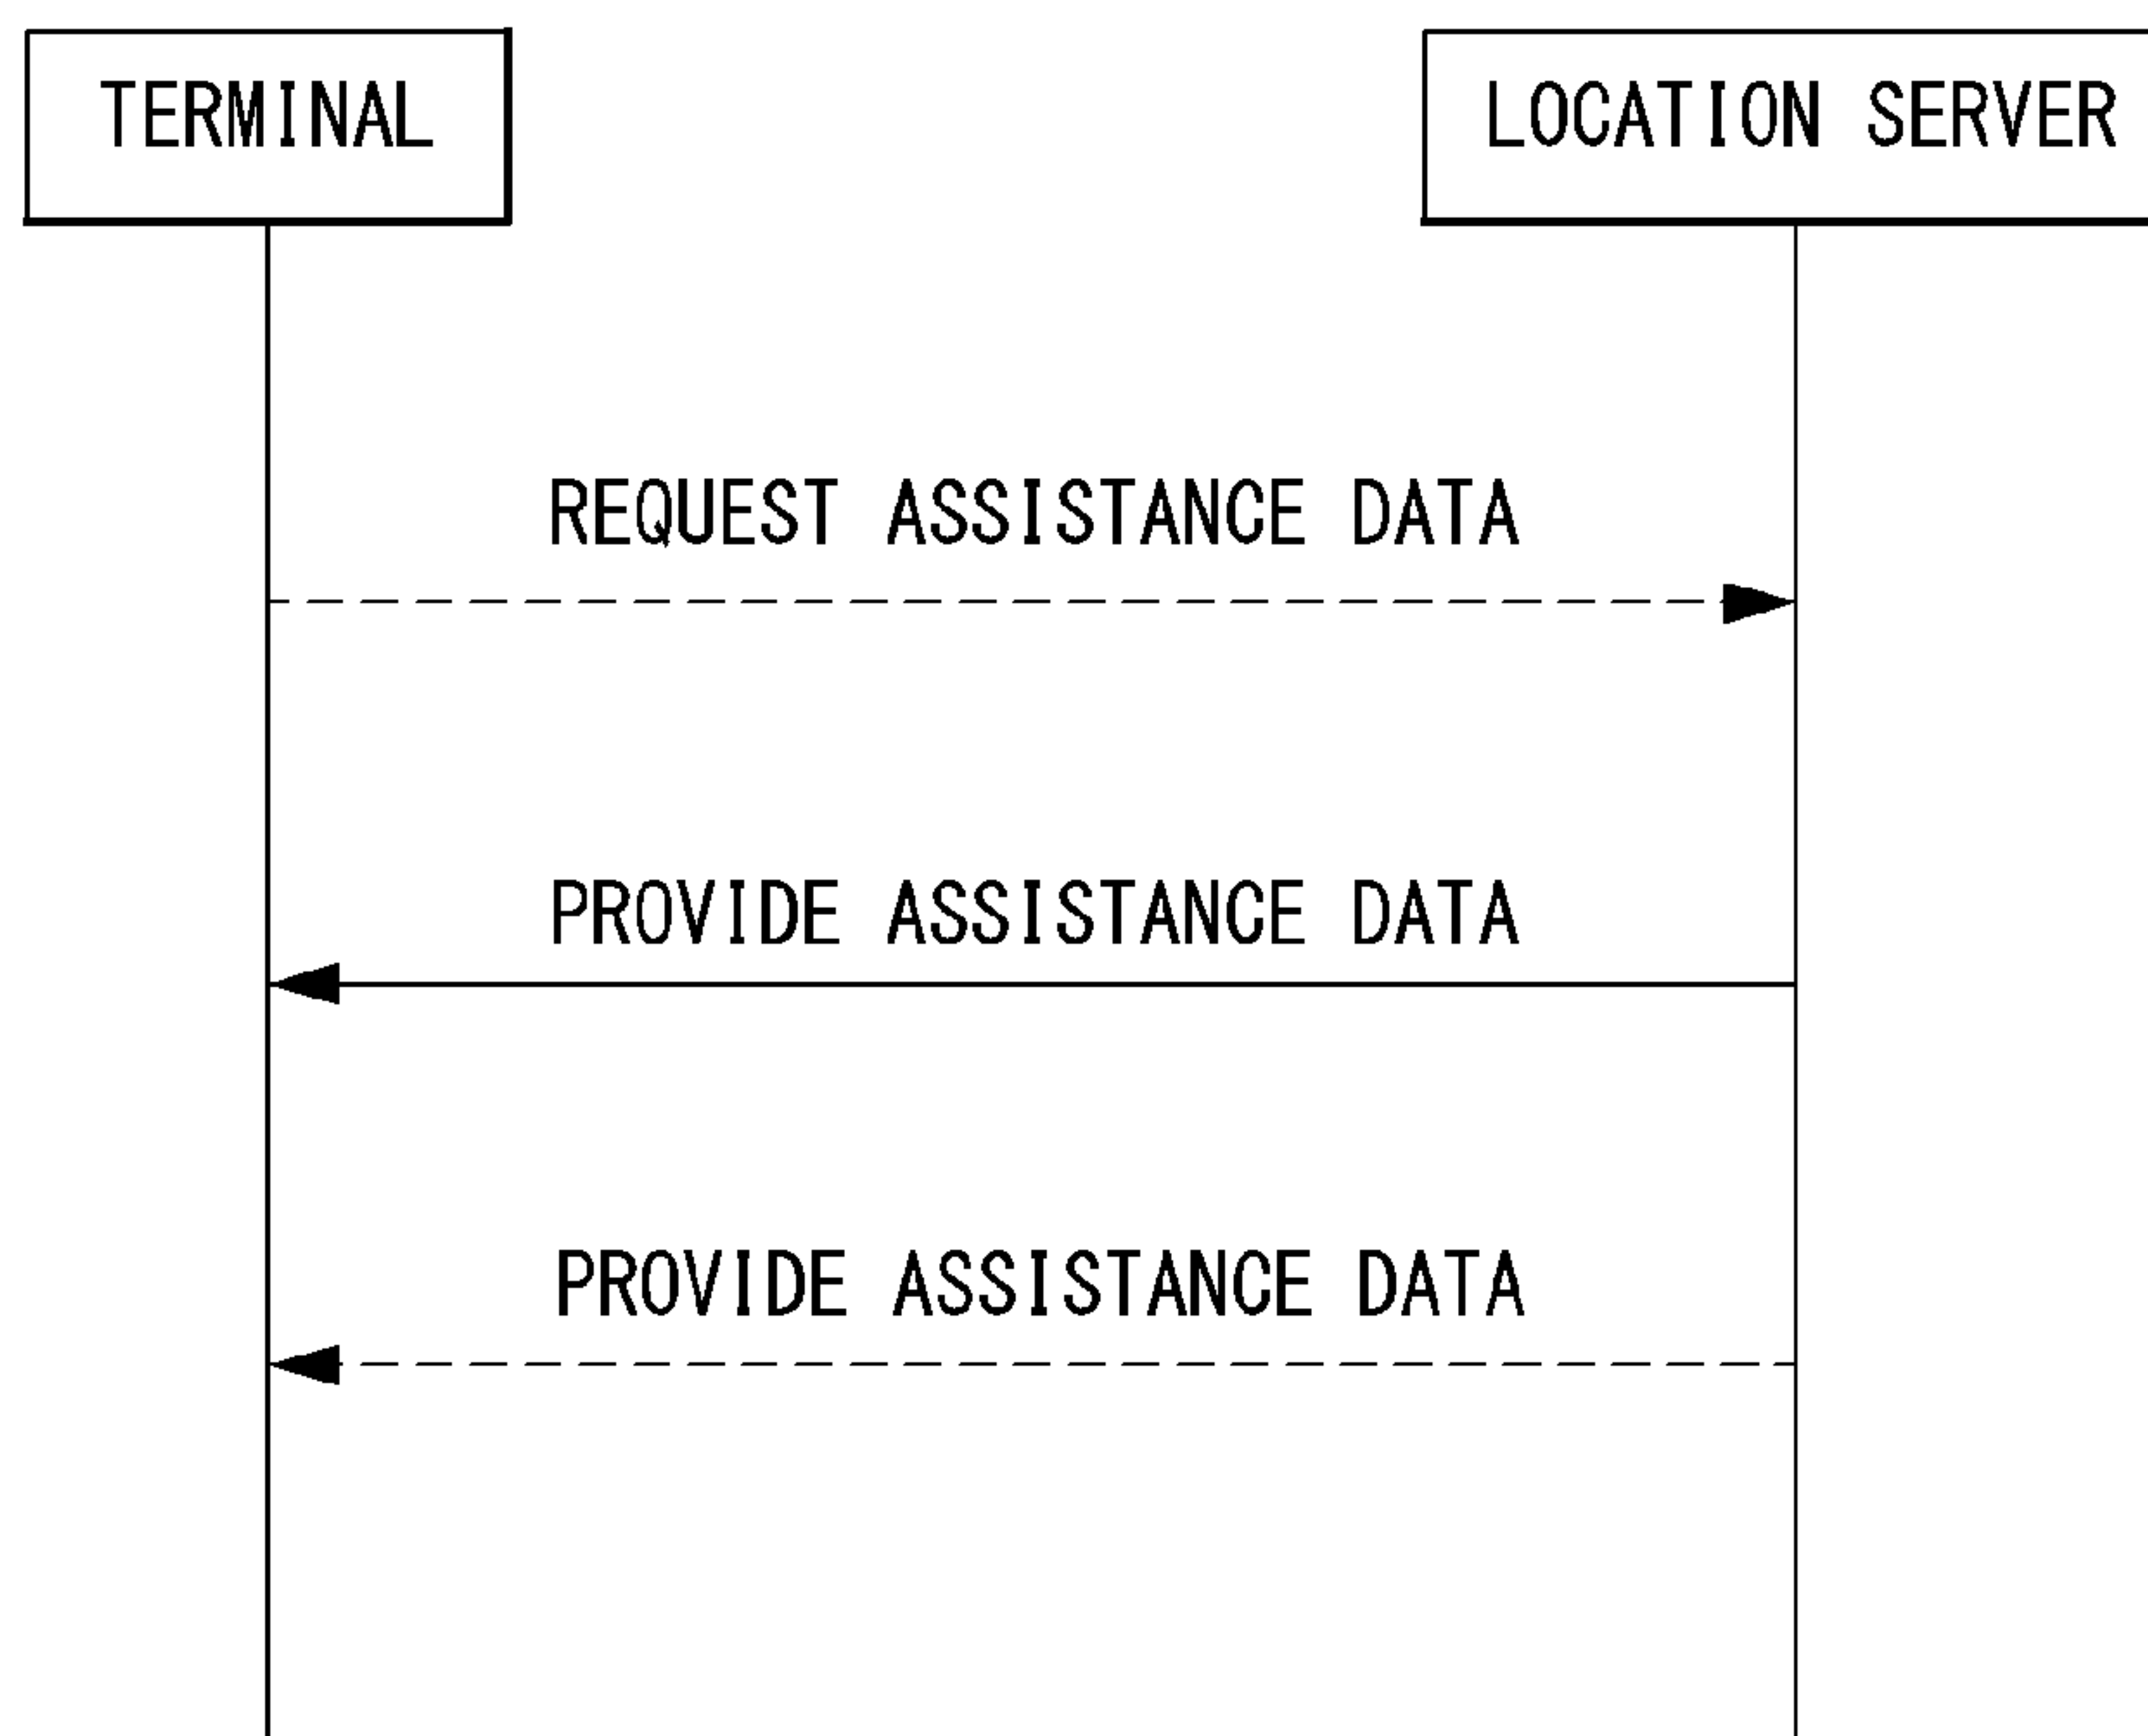 TERMINAL
LOCATION SERVER
REQUEST ASSISTANCE DATA
PROVIDE ASSISTANCE DATA
PROVIDE ASSISTANCE DATA